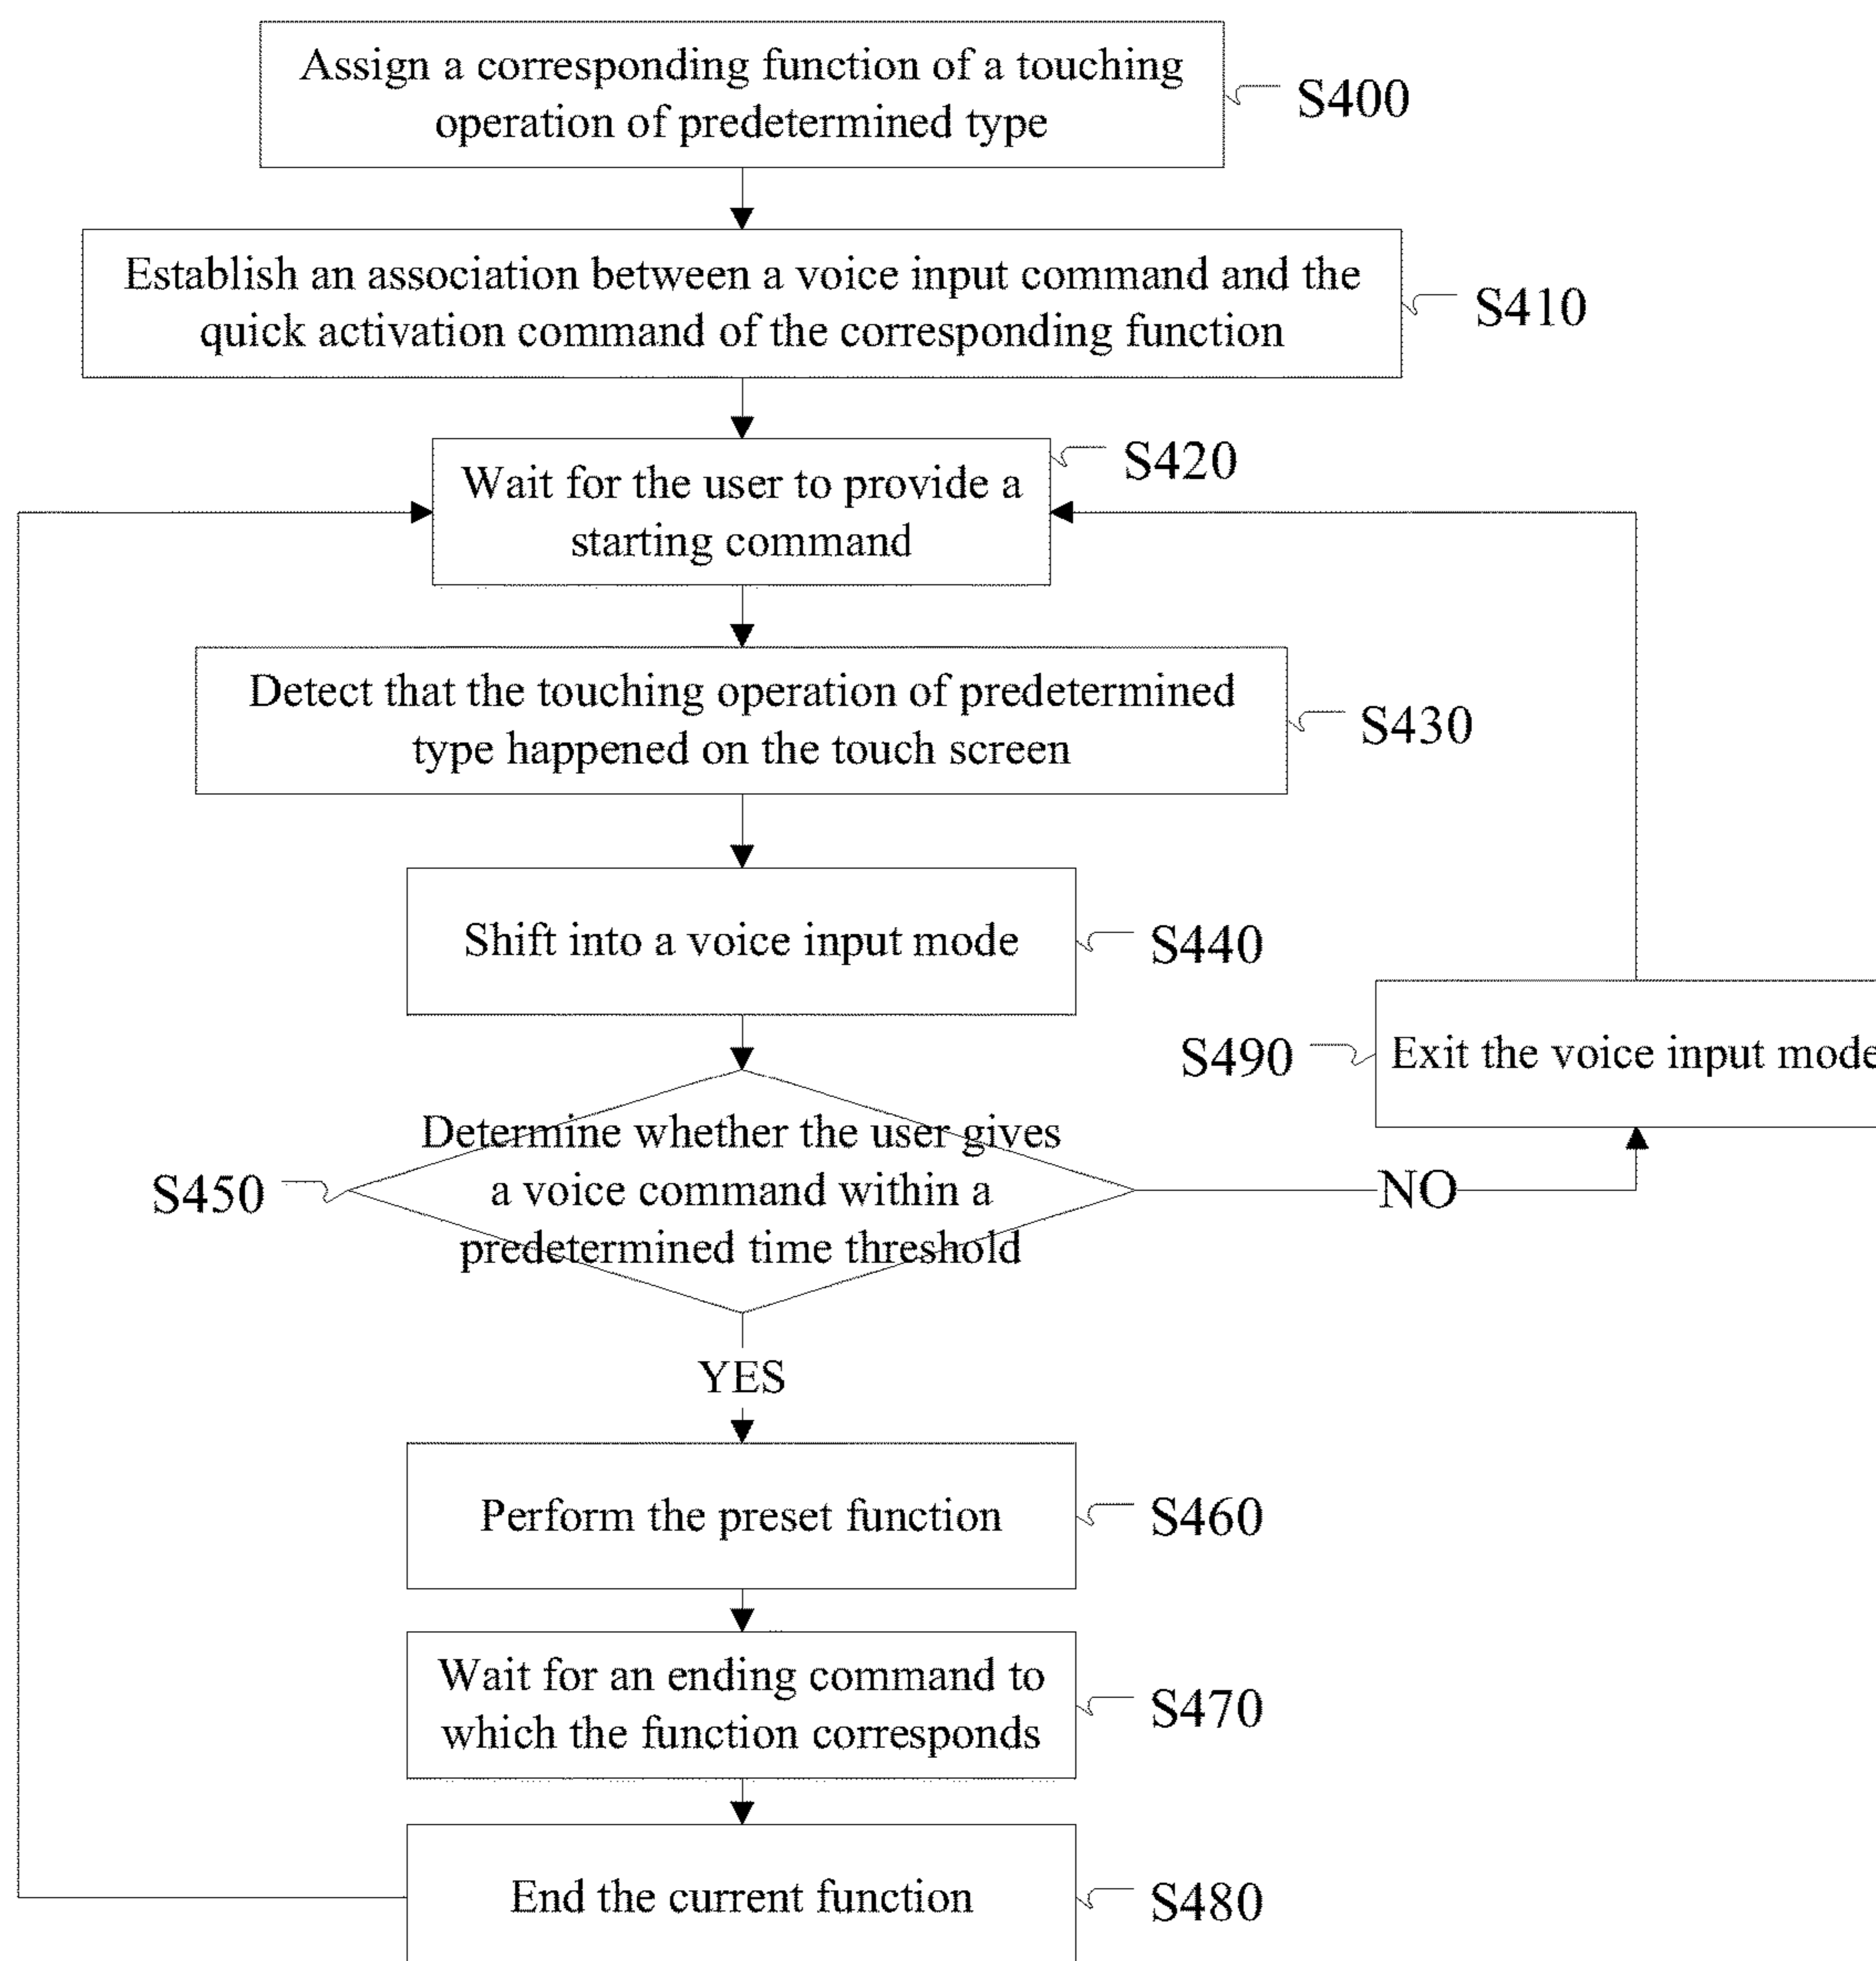 Assign a corresponding function of a touching
operation of predetermined type
S400
Establish an association between a voice input command and the
quick activation command of the corresponding function
S410
Wait for the user to provide a
starting command
S420
Detect that the touching operation of predetermined
type happened on the touch screen
S430
Shift into a voice input mode
S440
S490
Exit the voice input mode
Determine whether the user gives
a voice command within a
predetermined time threshold
S450
NO
YES
Perform the preset function
S460
Wait for an ending command to
which the function corresponds
S470
End the current function
S480